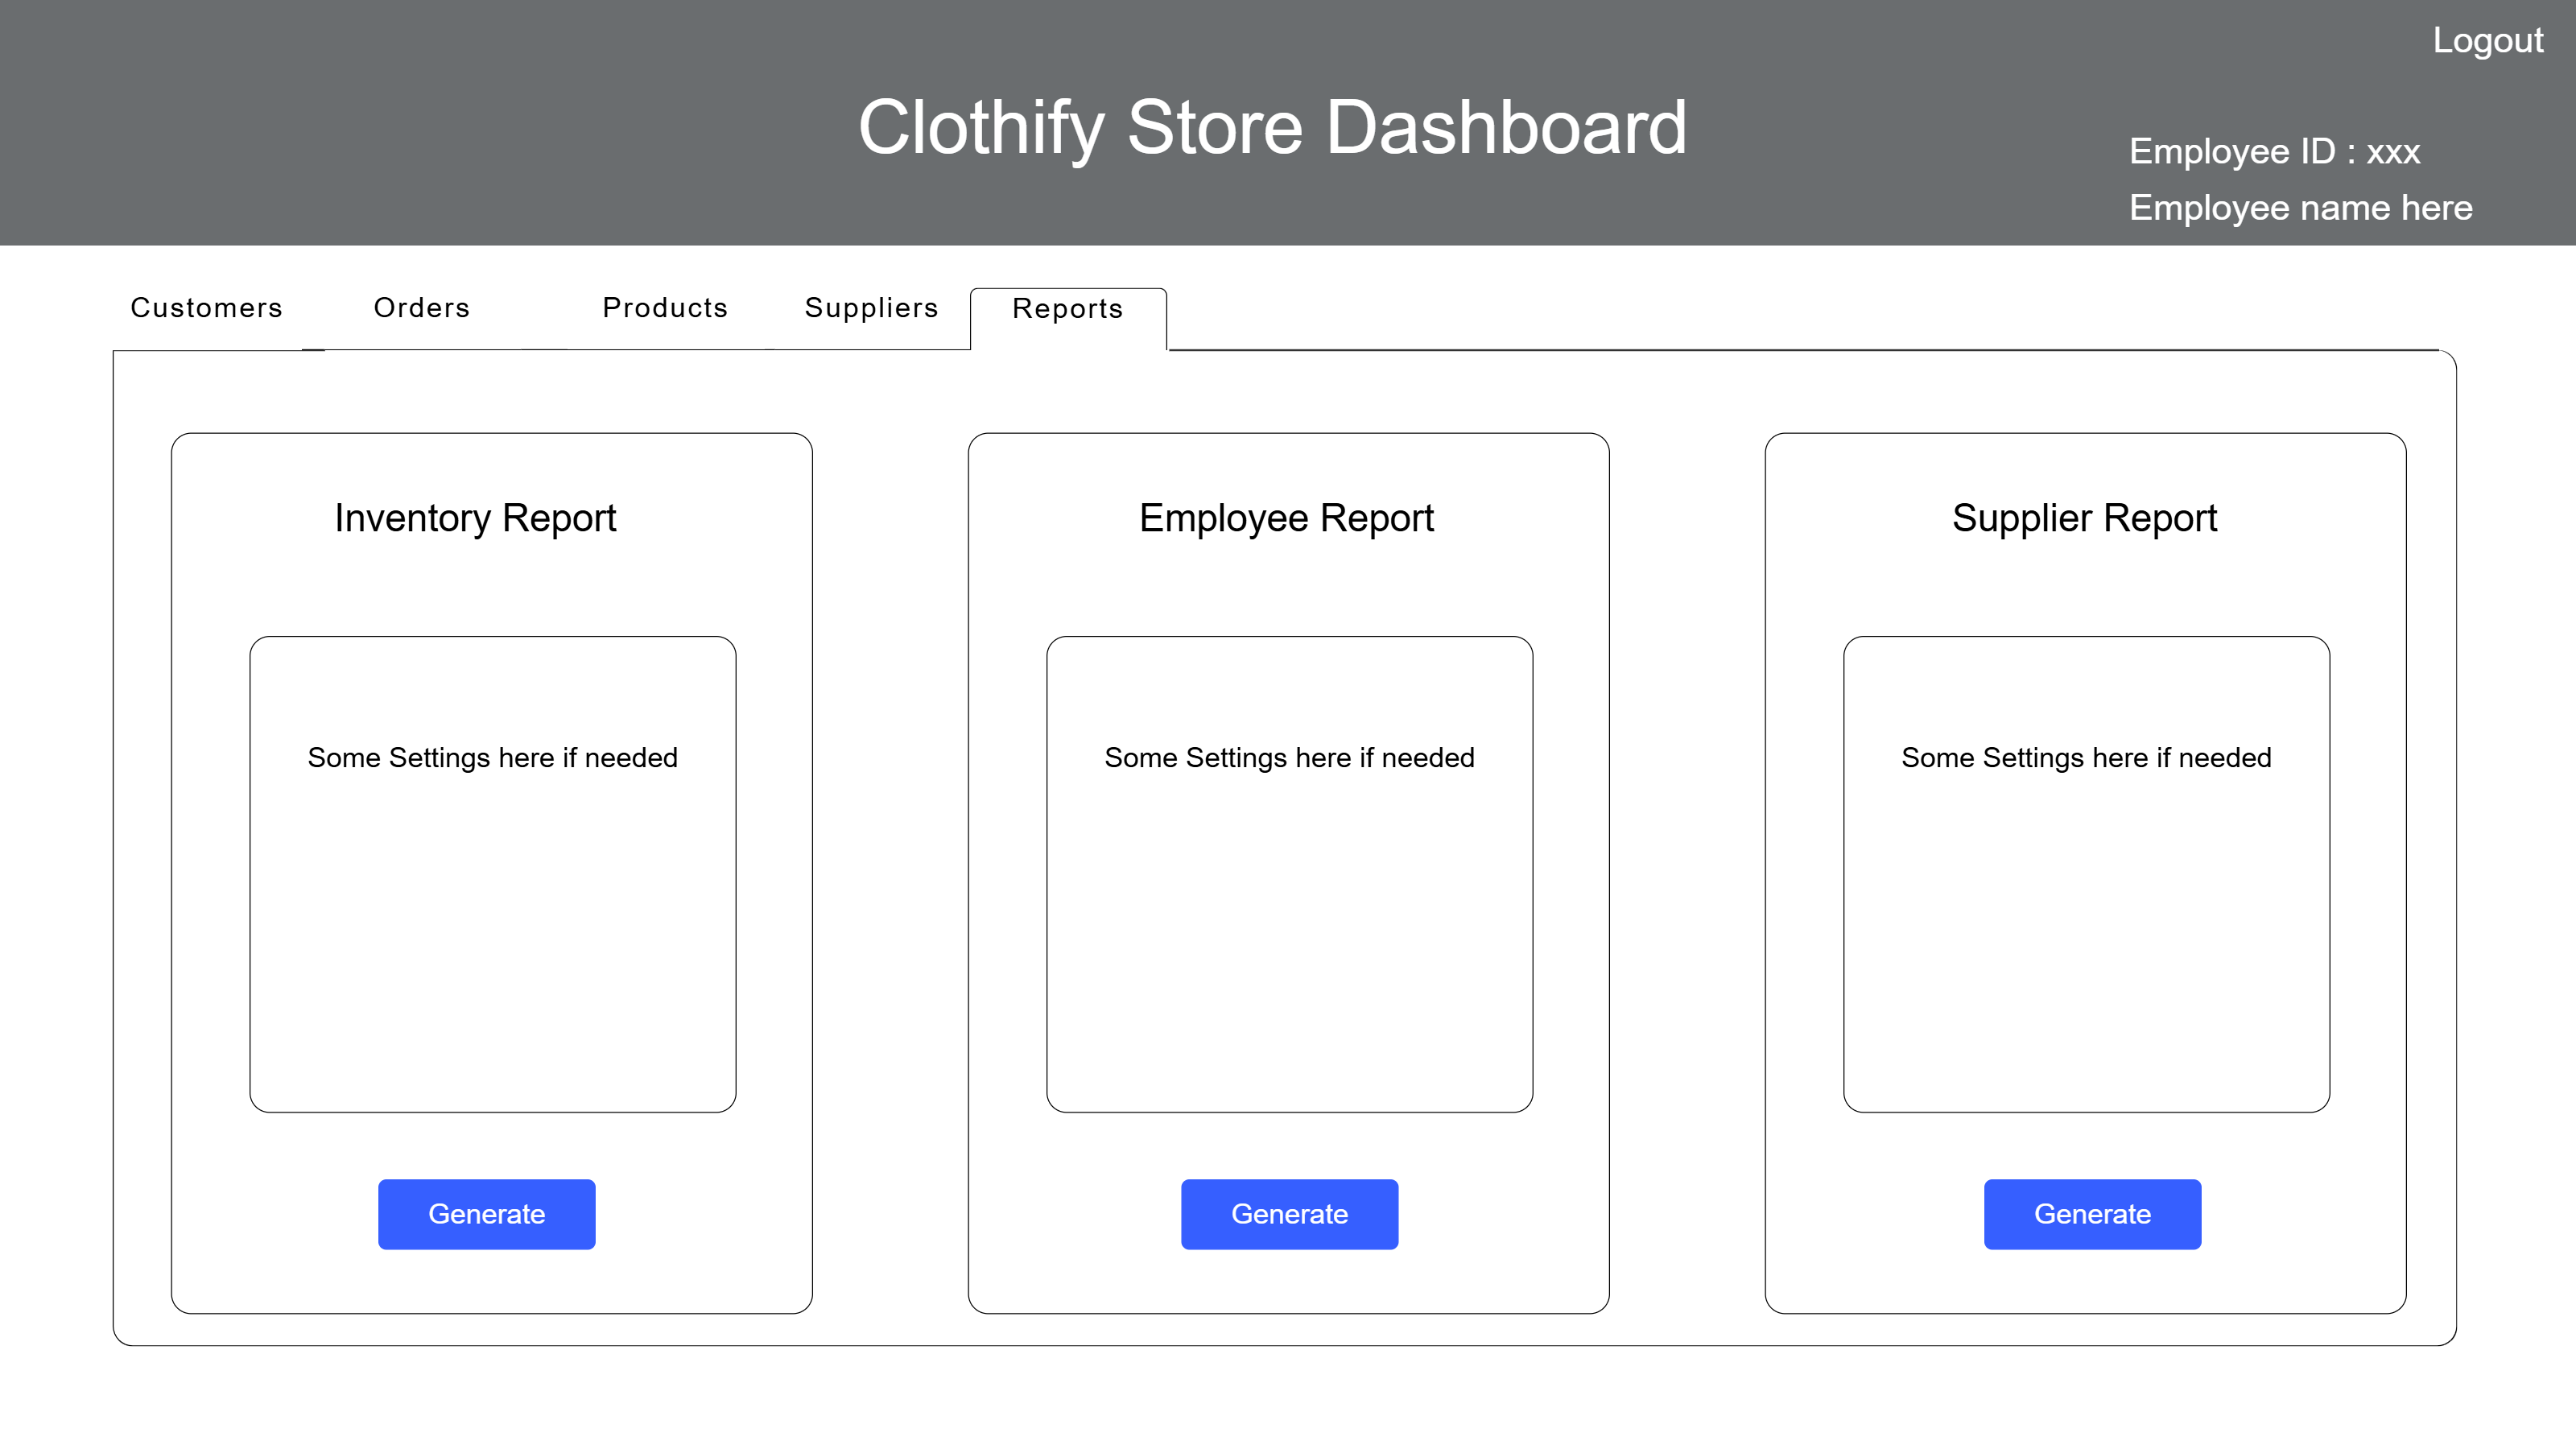 Logout
Clothify Store Dashboard
Employee ID : xxx
Employee name here
Customers
Orders
Products
Suppliers
Reports
Inventory Report
Employee Report
Supplier Report
Some Settings here if needed
Some Settings here if needed
Some Settings here if needed
Generate
Generate
Generate